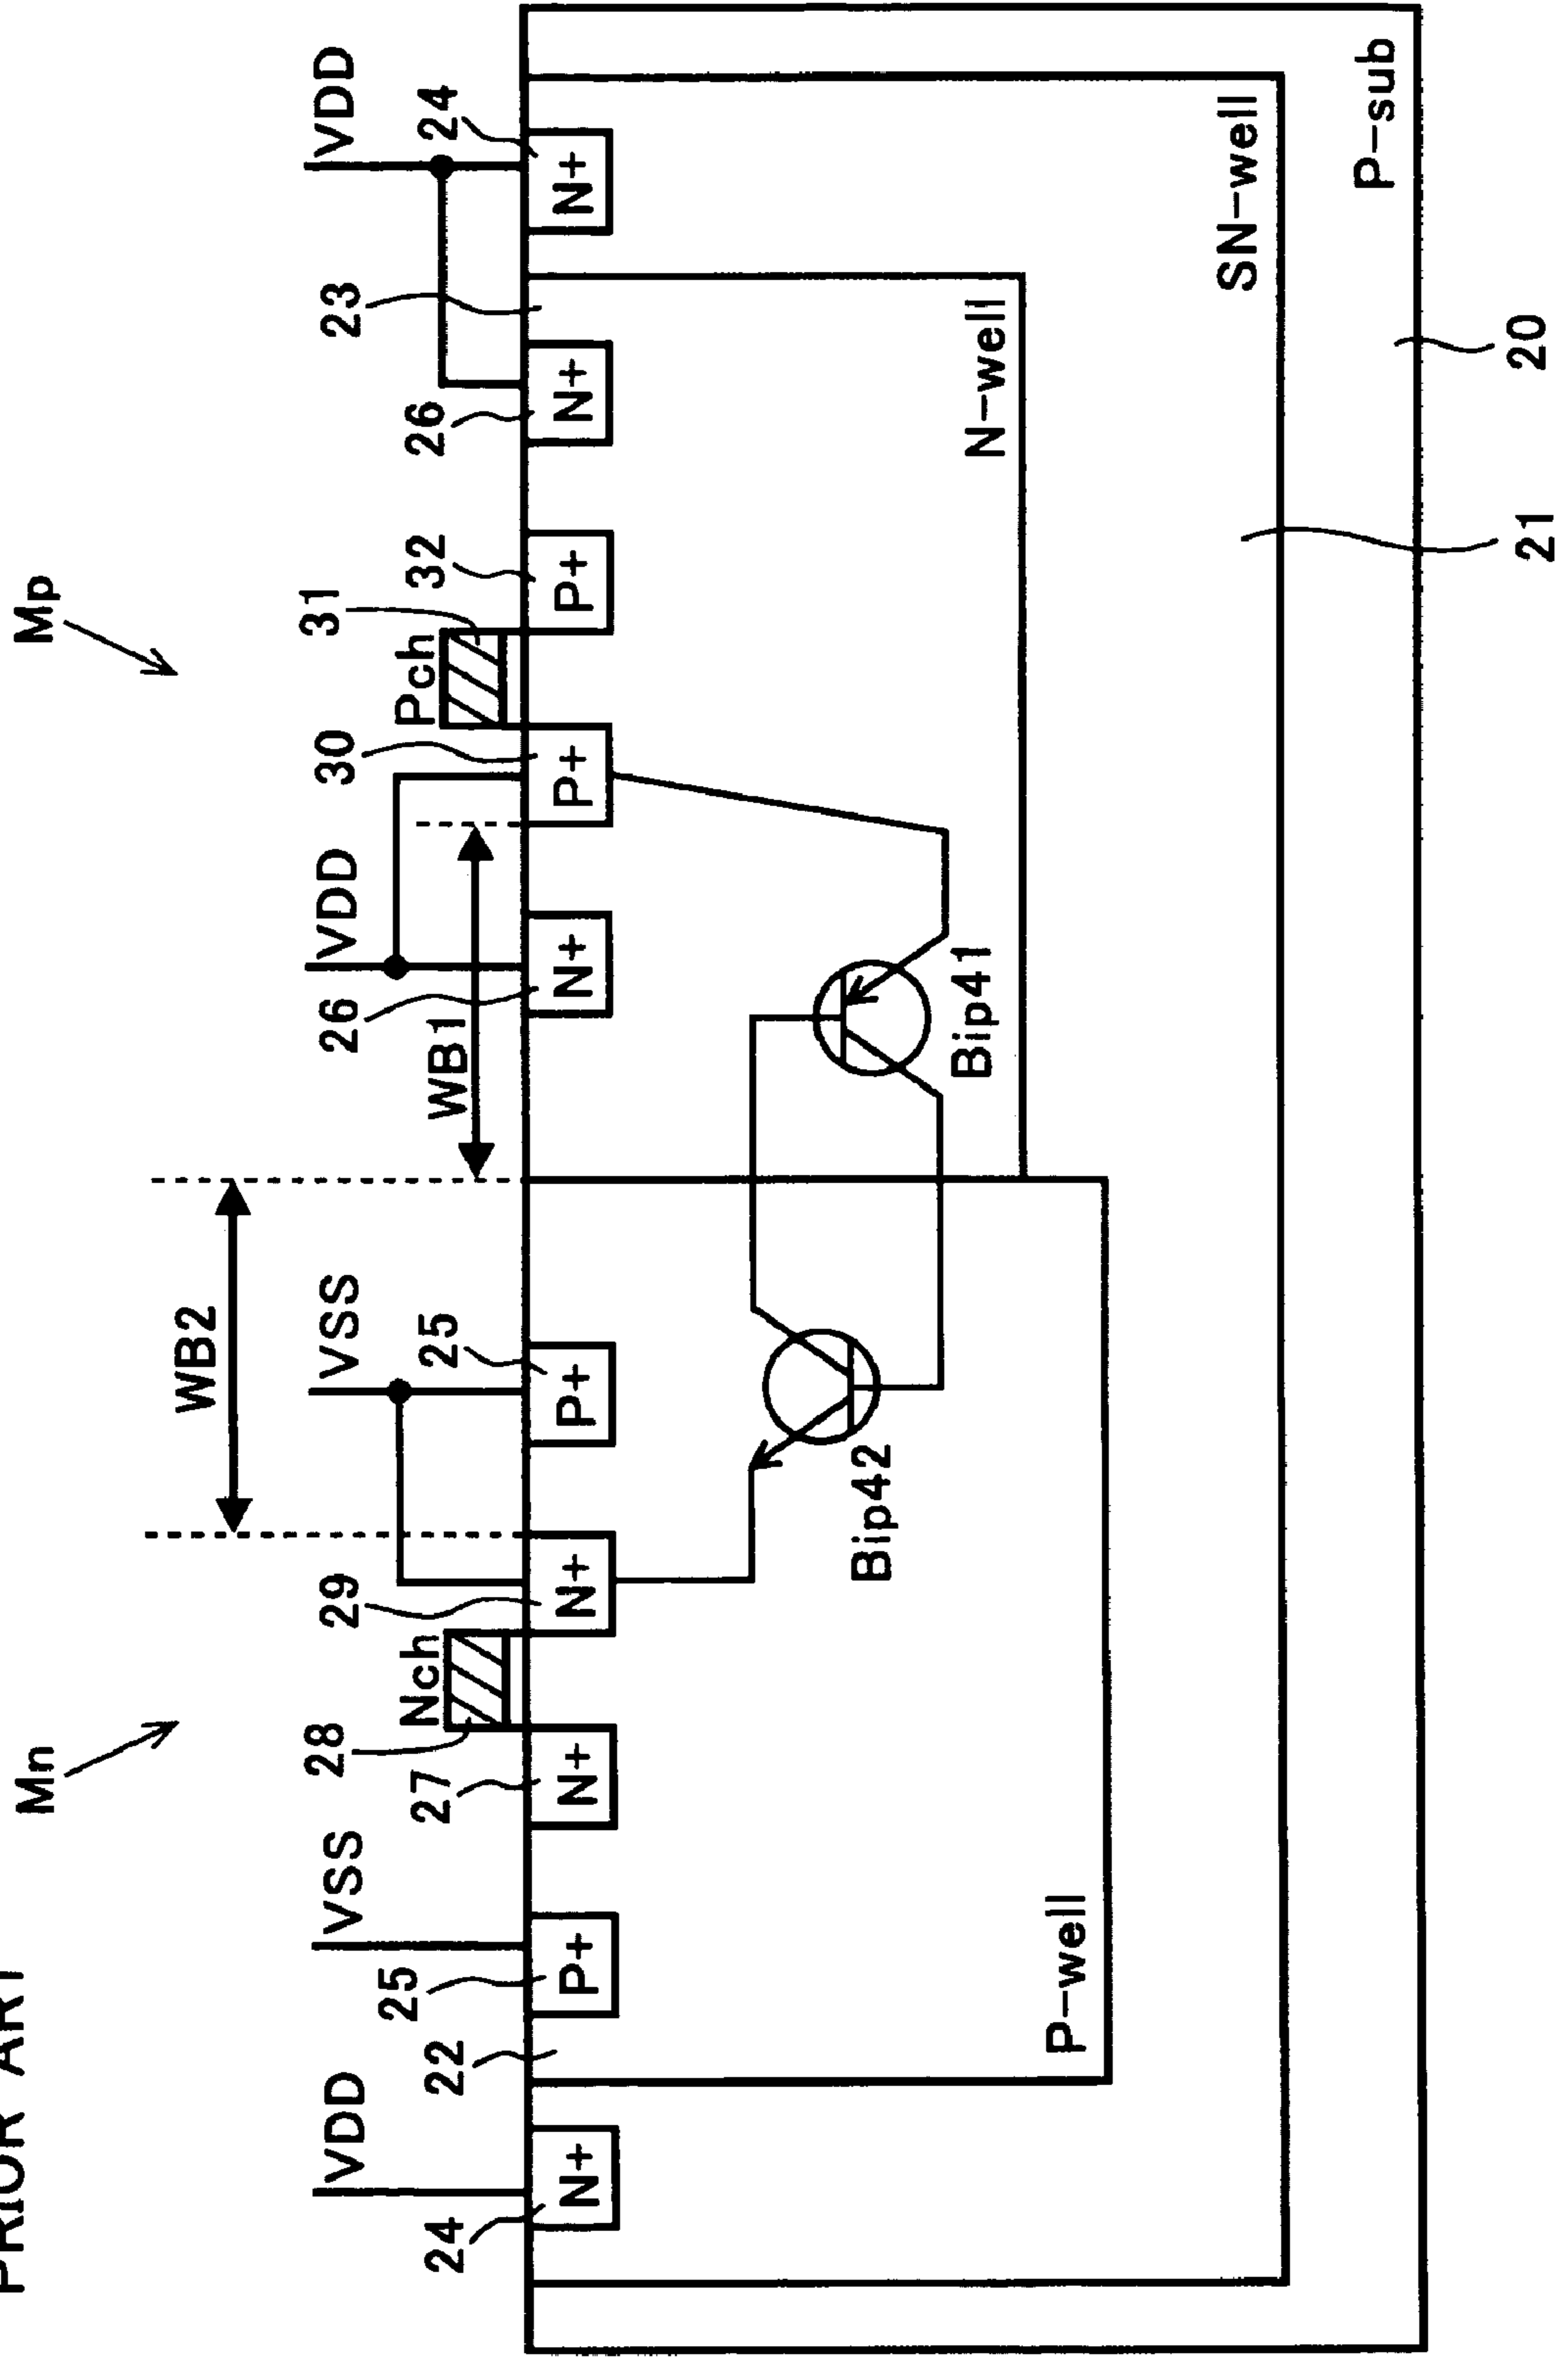 PRIOR ART
Mn
Mp
WB2
VDD
VSS
VSS
VDD
VDD
24
22
25
27
28
Nch
29
25
WB1
26
30
Pch
31
32
26
23
24
N+
P+
N+
N+
P+
N+
P+
P+
N+
N+
Bip42
Bip41
P-well
N-well
SN-well
P-sub
21
20